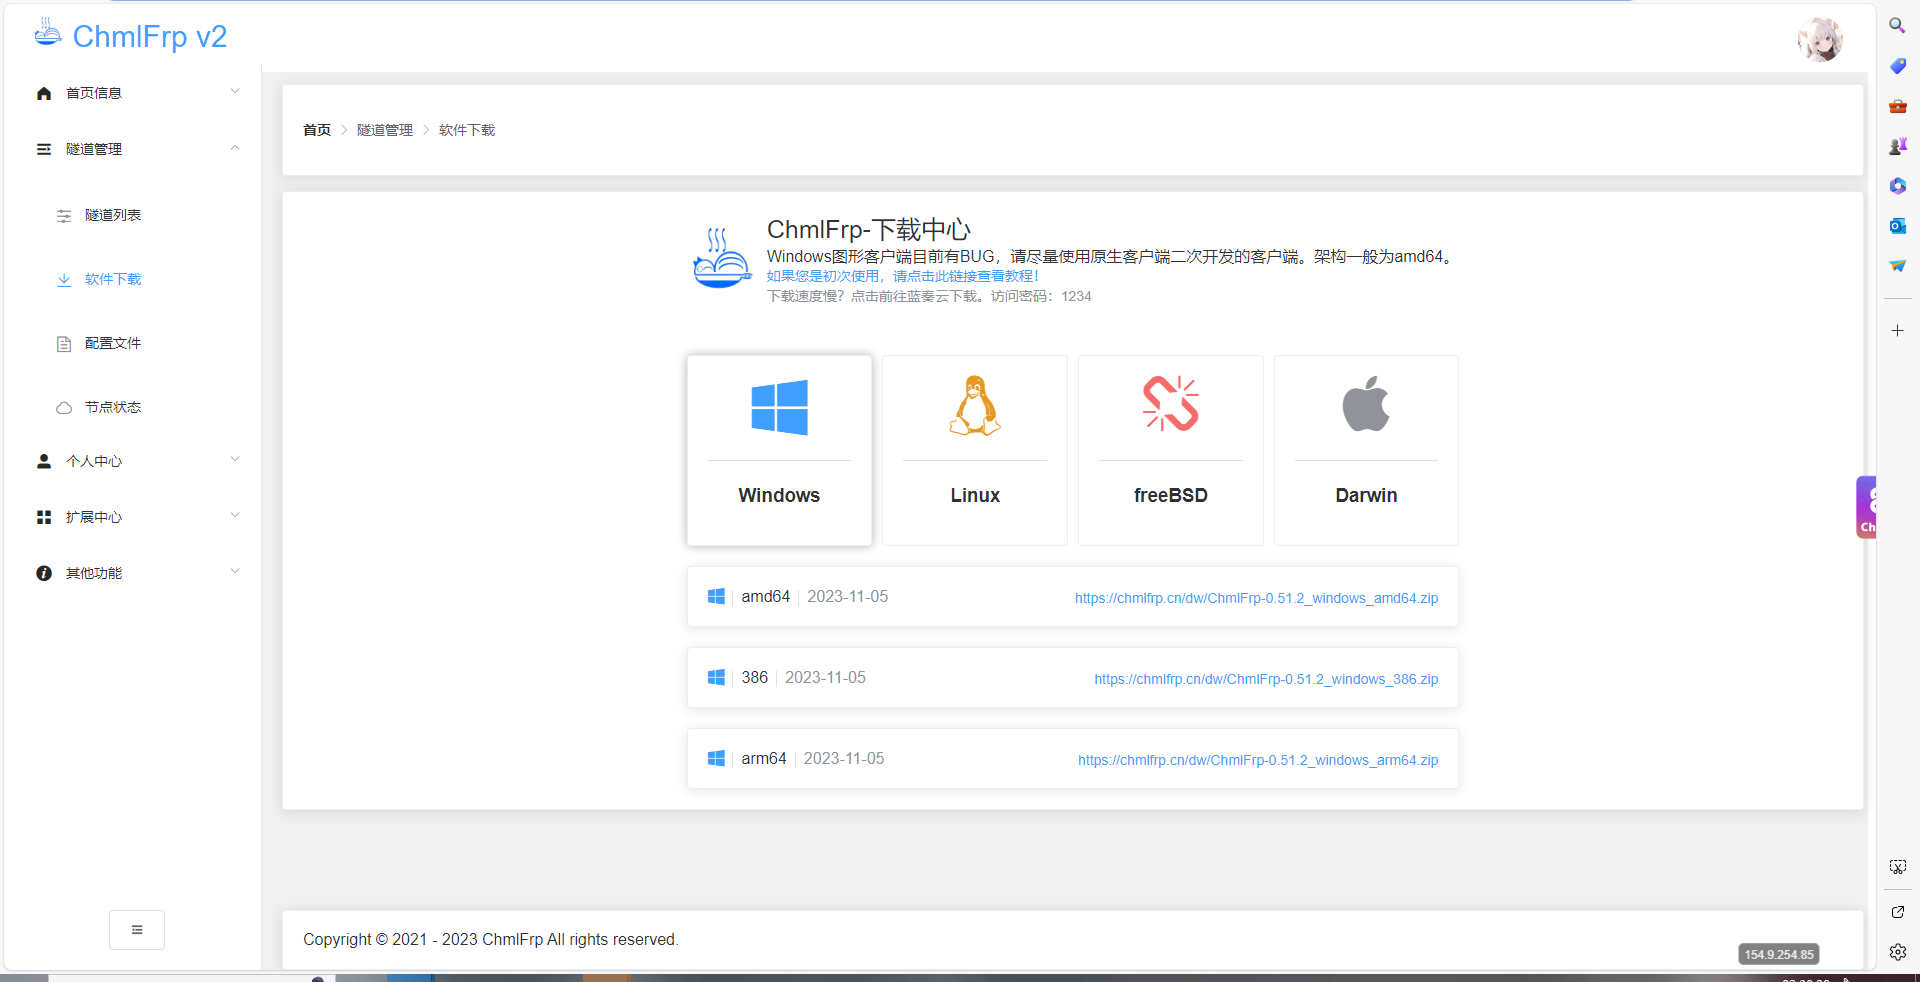 ChmlFrp v2
首页信息
隧道管理
隧道列表
软件下载
配置文件
节点状态
个人中心
扩展中心
其他功能
首页 > 隧道管理 > 软件下载
ChmlFrp-下载中心
Windows图形客户端目前有BUG，请尽量使用原生客户端二次开发的客户端。架构一般为amd64。
如果您是初次使用，请点击此链接查看教程！
下载速度慢？点击前往蓝奏云下载。访问密码：1234
Windows
Linux
freeBSD
Darwin
amd64 2023-11-05 https://chmlfrp.cn/dw/ChmlFrp-0.51.2_windows_amd64.zip
386 2023-11-05 https://chmlfrp.cn/dw/ChmlFrp-0.51.2_windows_386.zip
arm64 2023-11-05 https://chmlfrp.cn/dw/ChmlFrp-0.51.2_windows_arm64.zip
Ch
Copyright © 2021 - 2023 ChmlFrp All rights reserved.
154.9.254.85